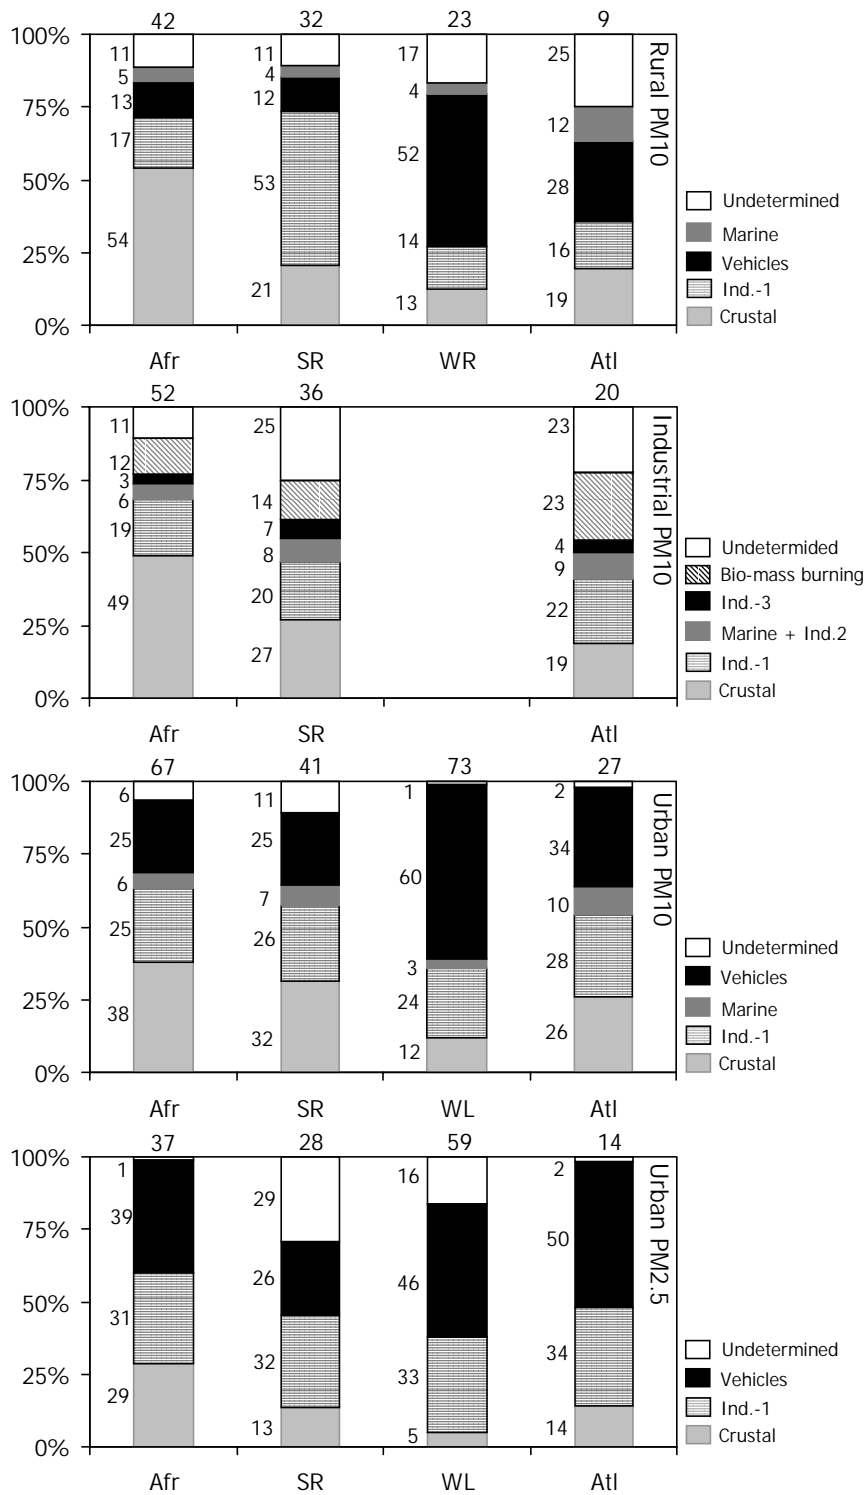 42 32 23 9
100%
75%
50%
25%
0%
11 5 13 17 54
11 4 12 53 21
17 4 52 14 13
25 12 28 16 19
Rural PM10
Undetermined
Marine
Vehicles
Ind.-1
Crustal
Afr SR WR Atl
52 36 20
100%
75%
50%
25%
0%
11 12 3 6 19 49
25 14 7 8 20 27
23 23 4 9 22 19
Industrial PM10
Undetermided
Bio-mass burning
Ind.-3
Marine + Ind.2
Ind.-1
Crustal
Afr SR Atl
67 41 73 27
100%
75%
50%
25%
0%
6 25 6 25 38
11 25 7 26 32
1 60 3 24 12
2 34 10 28 26
Urban PM10
Undetermined
Vehicles
Marine
Ind.-1
Crustal
Afr SR WL Atl
37 28 59 14
100%
75%
50%
25%
0%
1 39 31 29
29 26 32 13
16 46 33 5
2 50 34 14
Urban PM2.5
Undetermined
Vehicles
Ind.-1
Crustal
Afr SR WL Atl